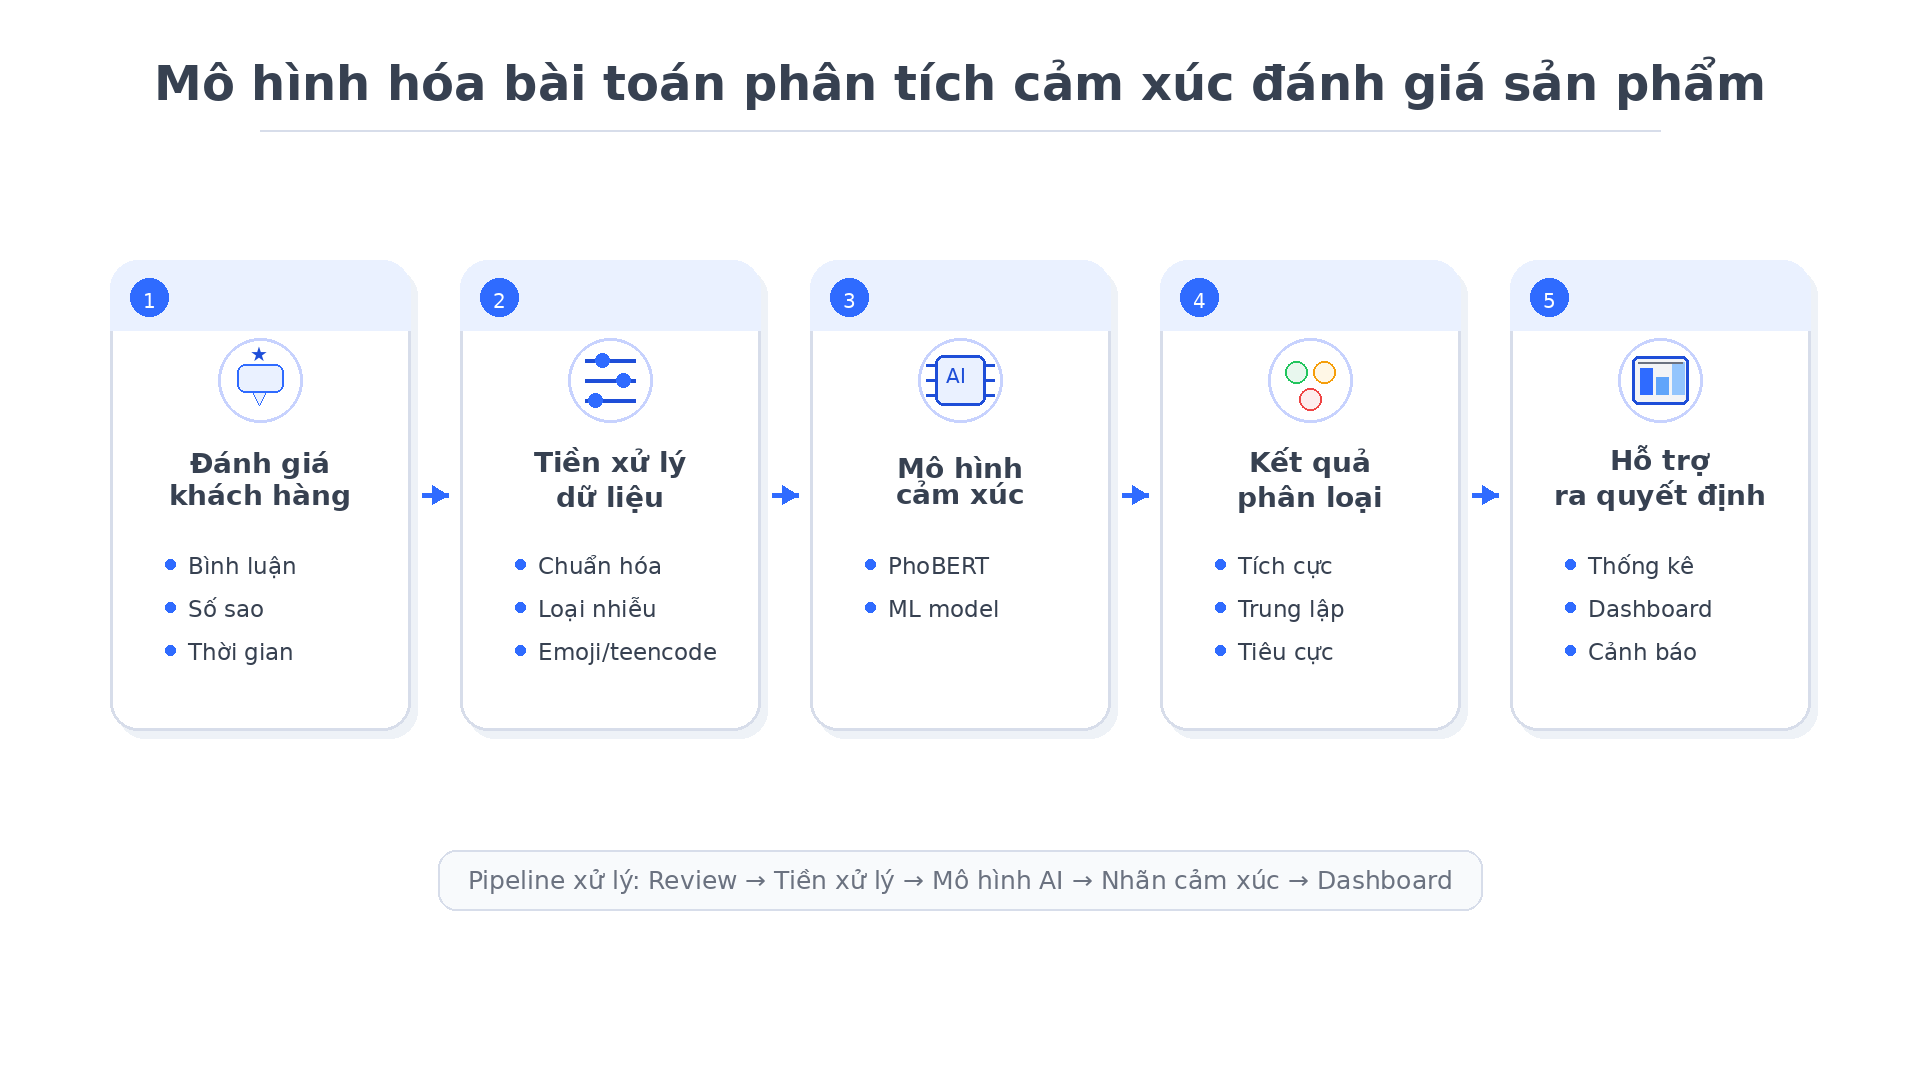 Mô hình hóa bài toán phân tích cảm xúc đánh giá sản phẩm
1
Đánh giá
khách hàng
Bình luận
Số sao
Thời gian
2
Tiền xử lý
dữ liệu
Chuẩn hóa
Loại nhiễu
Emoji/teencode
3
AI
Mô hình
cảm xúc
PhoBERT
ML model
4
Kết quả
phân loại
Tích cực
Trung lập
Tiêu cực
5
Hỗ trợ
ra quyết định
Thống kê
Dashboard
Cảnh báo
Pipeline xử lý: Review → Tiền xử lý → Mô hình AI → Nhãn cảm xúc → Dashboard